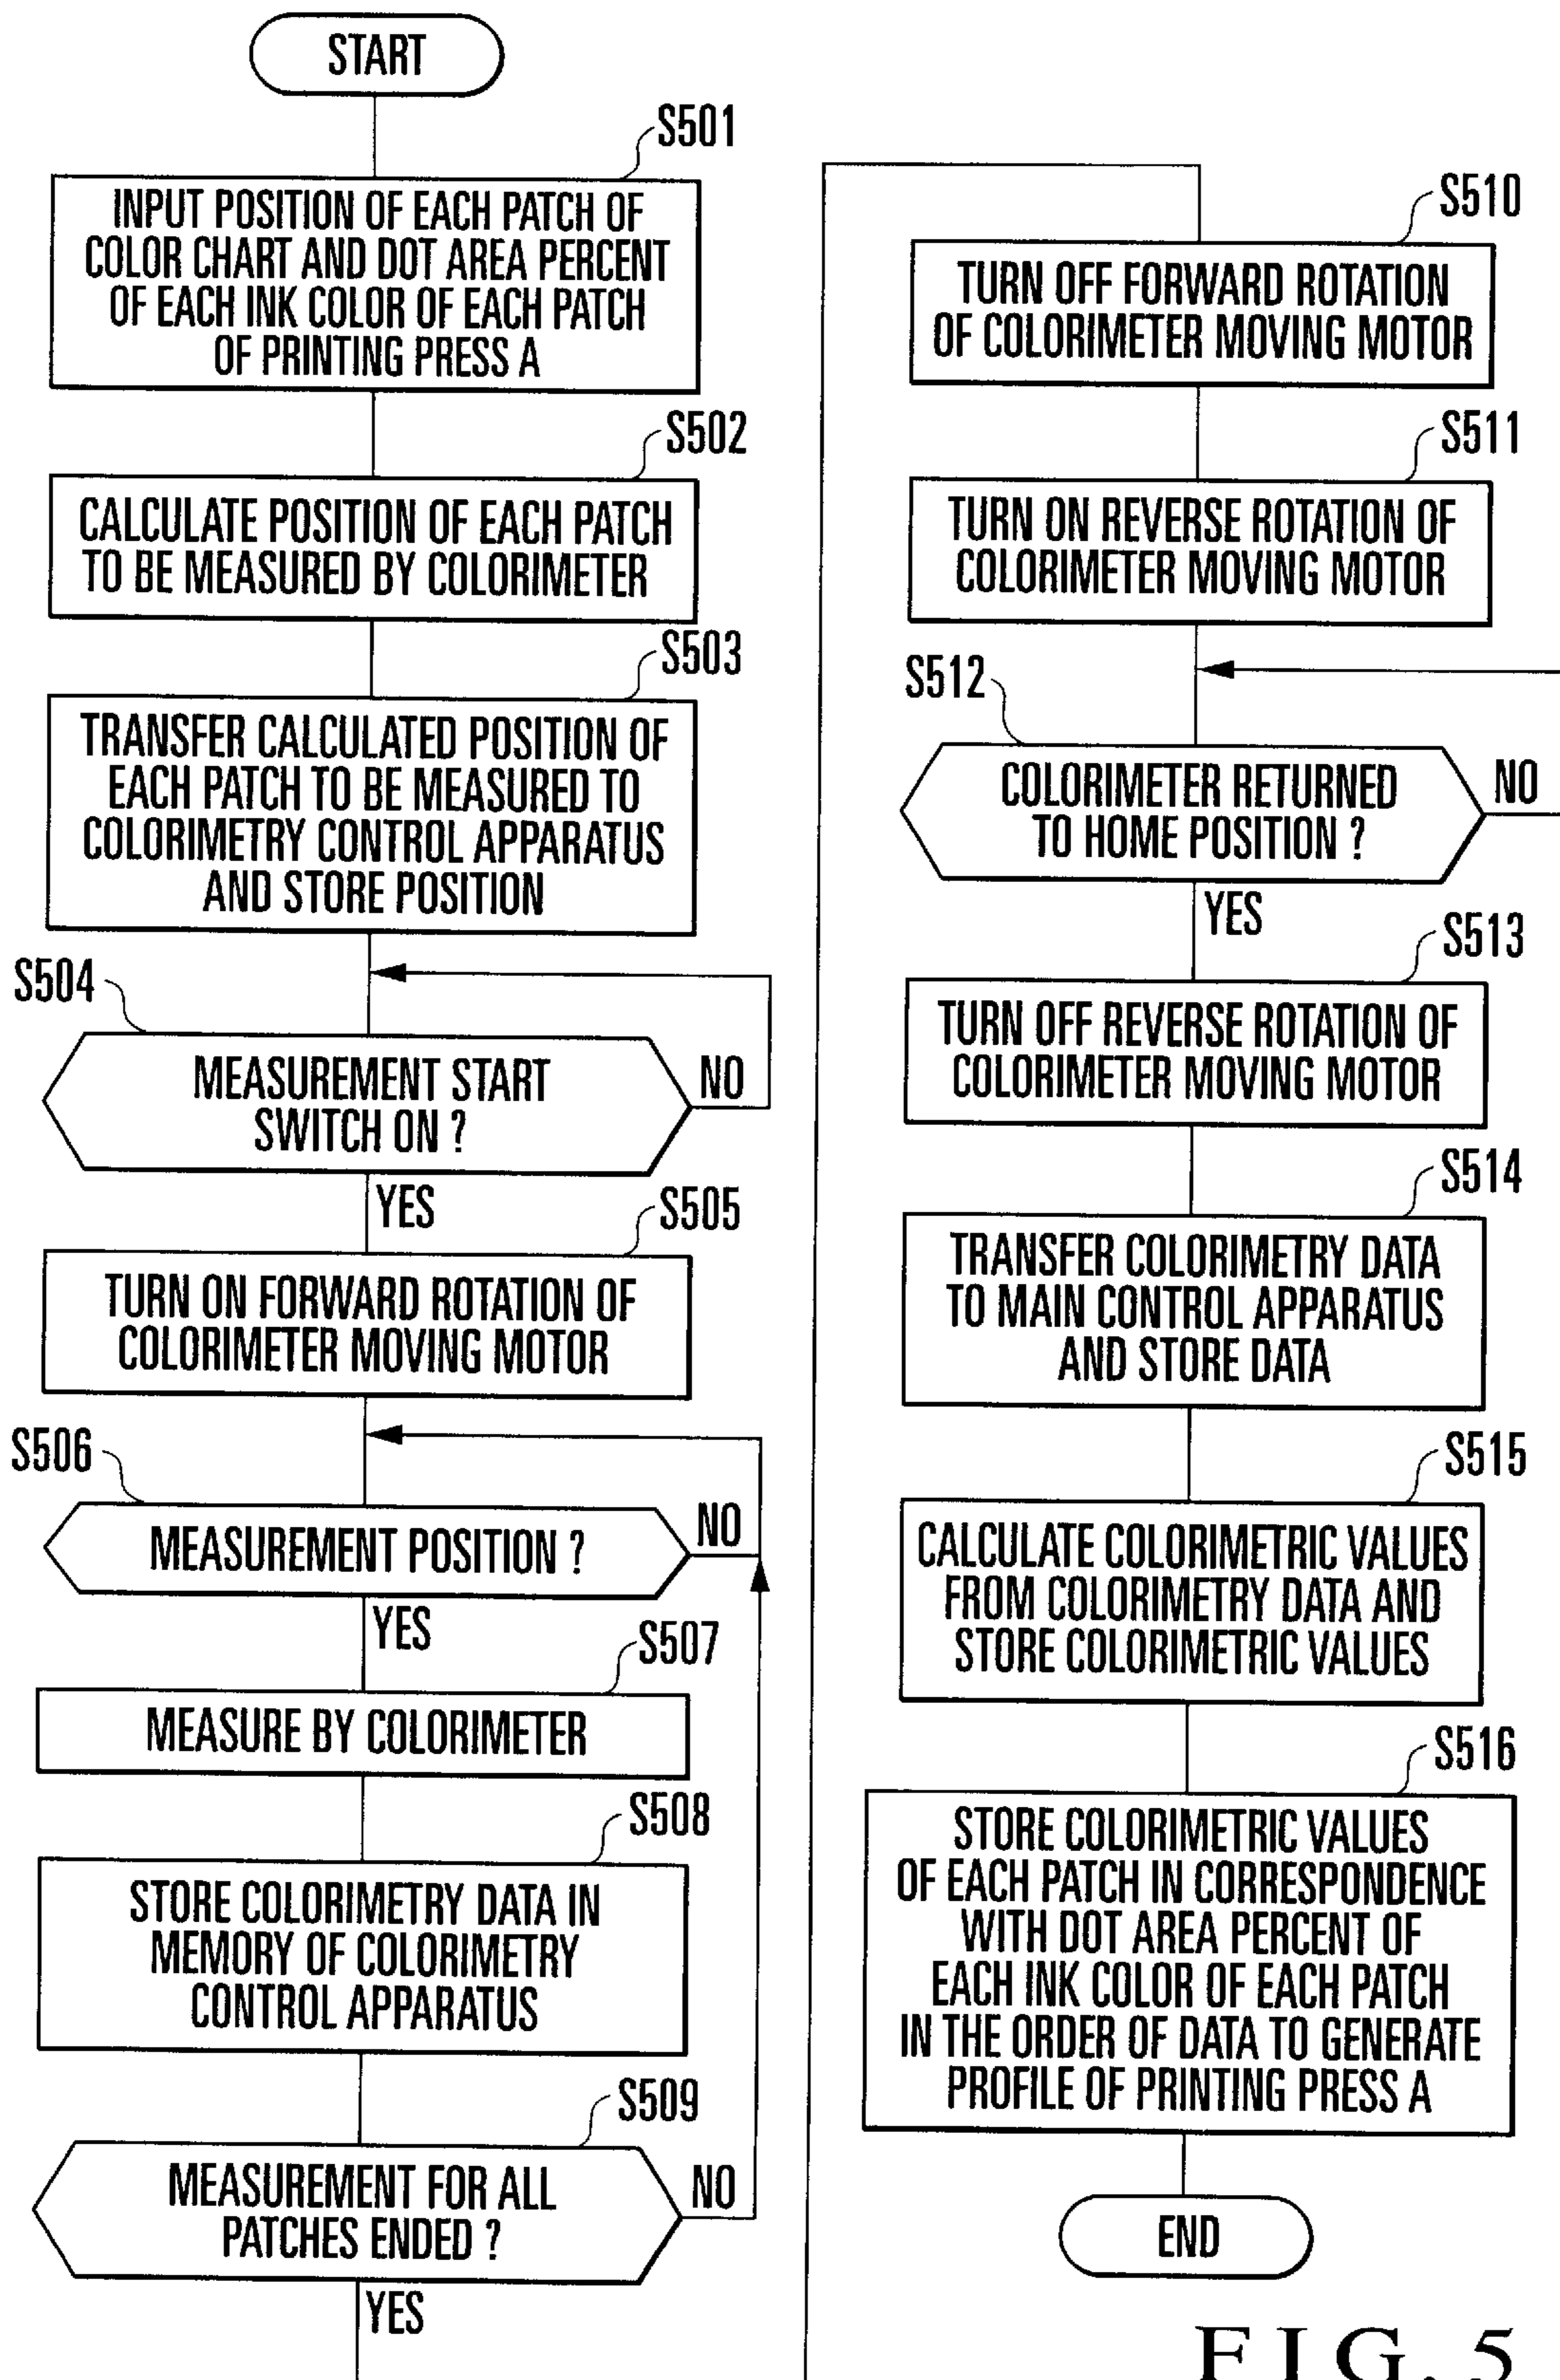 START
S501
INPUT POSITION OF EACH PATCH OF
COLOR CHART AND DOT AREA PERCENT
OF EACH INK COLOR OF EACH PATCH
OF PRINTING PRESS A
S502
CALCULATE POSITION OF EACH PATCH
TO BE MEASURED BY COLORIMETER
S503
TRANSFER CALCULATED POSITION OF
EACH PATCH TO BE MEASURED TO
COLORIMETRY CONTROL APPARATUS
AND STORE POSITION
S504
MEASUREMENT START
SWITCH ON ?
NO
YES
S505
TURN ON FORWARD ROTATION OF
COLORIMETER MOVING MOTOR
S506
MEASUREMENT POSITION ?
NO
YES
S507
MEASURE BY COLORIMETER
S508
STORE COLORIMETRY DATA IN
MEMORY OF COLORIMETRY
CONTROL APPARATUS
S509
MEASUREMENT FOR ALL
PATCHES ENDED ?
NO
YES
S510
TURN OFF FORWARD ROTATION
OF COLORIMETER MOVING MOTOR
S511
TURN ON REVERSE ROTATION OF
COLORIMETER MOVING MOTOR
S512
COLORIMETER RETURNED
TO HOME POSITION ?
NO
YES
S513
TURN OFF REVERSE ROTATION OF
COLORIMETER MOVING MOTOR
S514
TRANSFER COLORIMETRY DATA
TO MAIN CONTROL APPARATUS
AND STORE DATA
S515
CALCULATE COLORIMETRIC VALUES
FROM COLORIMETRY DATA AND
STORE COLORIMETRIC VALUES
S516
STORE COLORIMETRIC VALUES
OF EACH PATCH IN CORRESPONDENCE
WITH DOT AREA PERCENT OF
EACH INK COLOR OF EACH PATCH
IN THE ORDER OF DATA TO GENERATE
PROFILE OF PRINTING PRESS A
END
FIG. 5